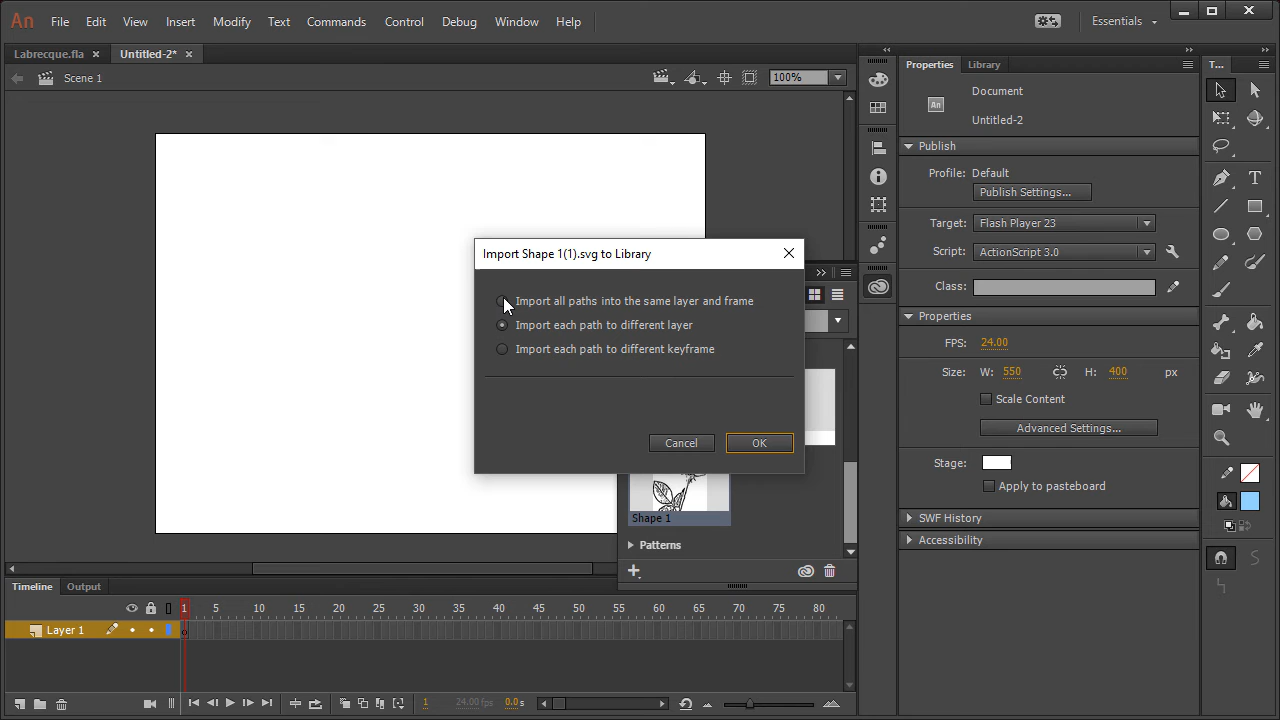 An File Edit View Insert Modify Text Commands Control Debug Window Help Essentials
Labrecque.fla Untitled-2*
Scene 1 100%
Properties Library T...
Document
Untitled-2
Publish
Profile: Default
Publish Settings...
Target: Flash Player 23
Script: ActionScript 3.0
Class:
Properties
FPS: 24.00
Size: W: 550 H: 400 px
Scale Content
Advanced Settings...
Stage:
Apply to pasteboard
SWF History
Accessibility
Import Shape 1(1).svg to Library
Import all paths into the same layer and frame
Import each path to different layer
Import each path to different keyframe
Cancel OK
Shape 1
Patterns
Timeline Output
1 5 10 15 20 25 30 35 40 45 50 55 60 65 70 75 80
Layer 1
1 24.00 fps 0.0 s